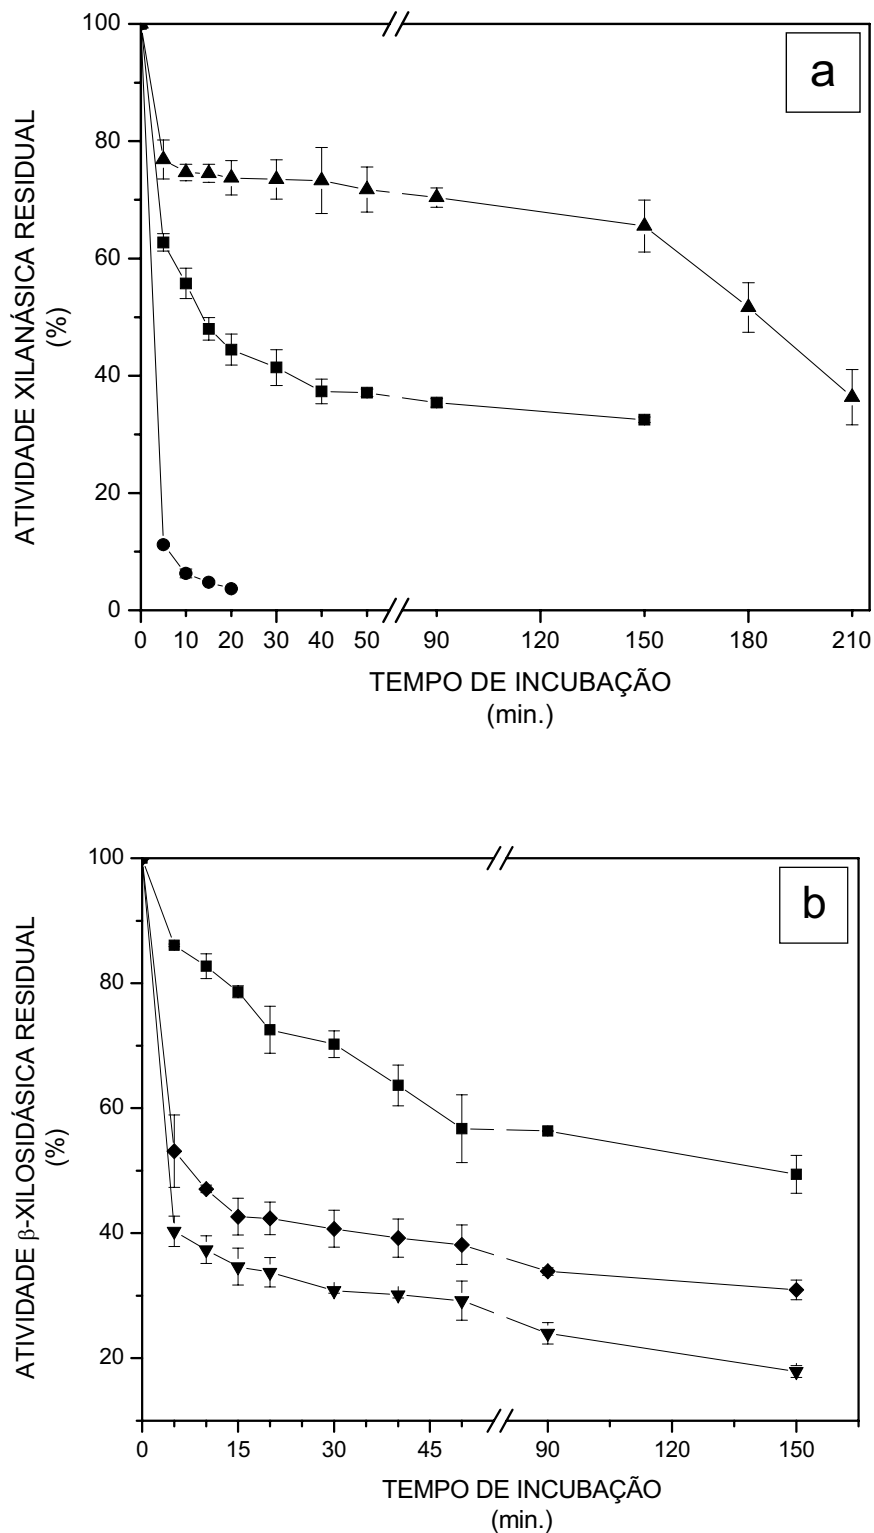 a
ATIVIDADE XILANÁSICA RESIDUAL
(%)
100
80
60
40
20
0
0 10 20 30 40 50 90 120 150 180 210
TEMPO DE INCUBAÇÃO
(min.)
b
ATIVIDADE β-XILOSIDÁSICA RESIDUAL
(%)
100
80
60
40
20
0 15 30 45 90 120 150
TEMPO DE INCUBAÇÃO
(min.)